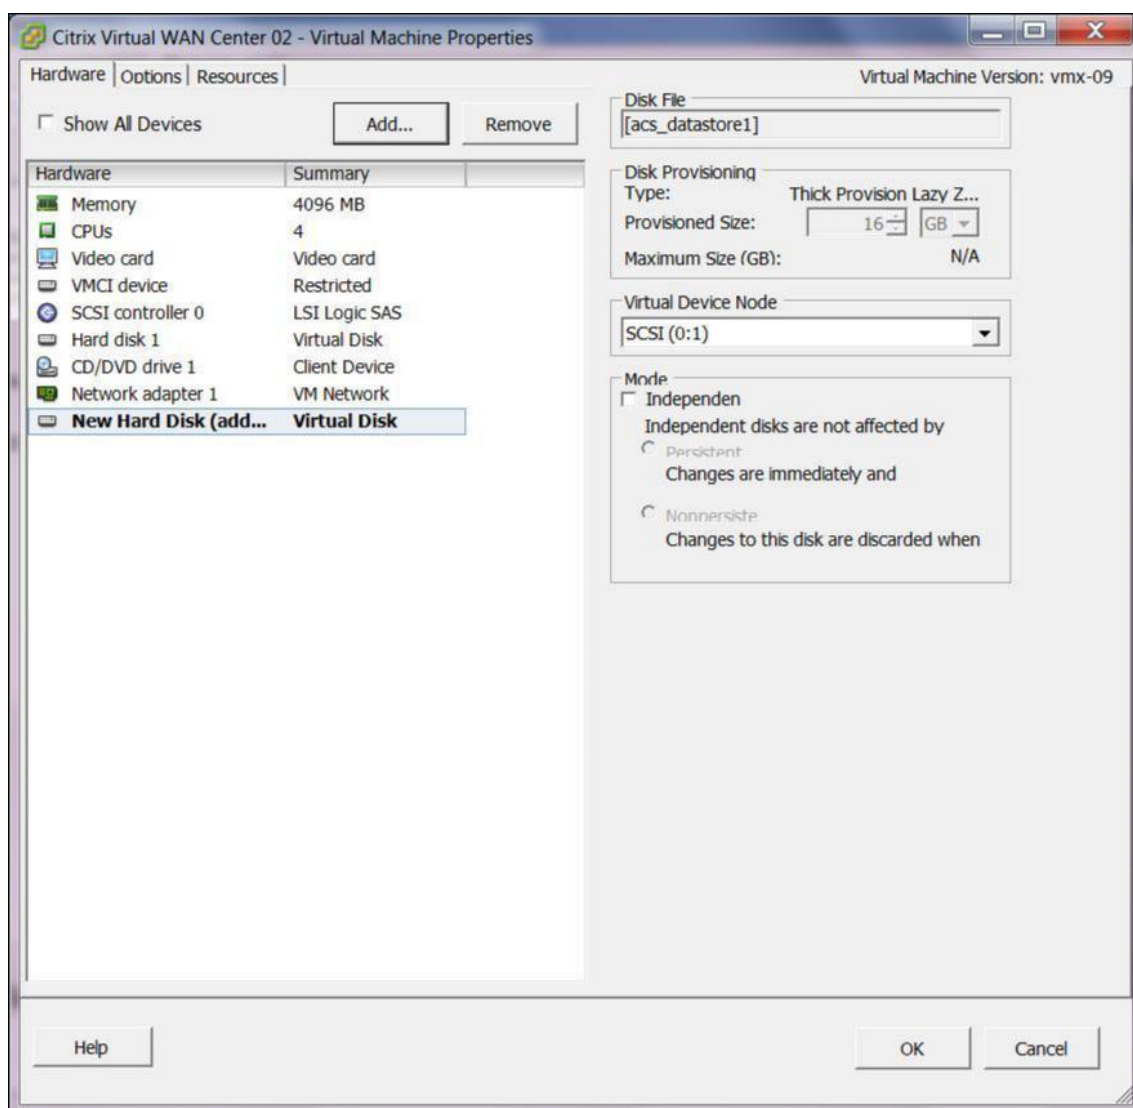 Citrix Virtual WAN Center 02 - Virtual Machine Properties
Hardware Options Resources Virtual Machine Version: vmx-09
Show All Devices Add... Remove
Hardware Summary
Memory 4096 MB
CPUs 4
Video card Video card
VMCI device Restricted
SCSI controller 0 LSI Logic SAS
Hard disk 1 Virtual Disk
CD/DVD drive 1 Client Device
Network adapter 1 VM Network
New Hard Disk (add... Virtual Disk
Disk File
[acs_datastore1]
Disk Provisioning
Type: Thick Provision Lazy Z...
Provisioned Size: 16 GB
Maximum Size (GB): N/A
Virtual Device Node
SCSI (0:1)
Mode
Independen
Independent disks are not affected by
Persistent
Changes are immediately and
Nonpersiste
Changes to this disk are discarded when
Help OK Cancel